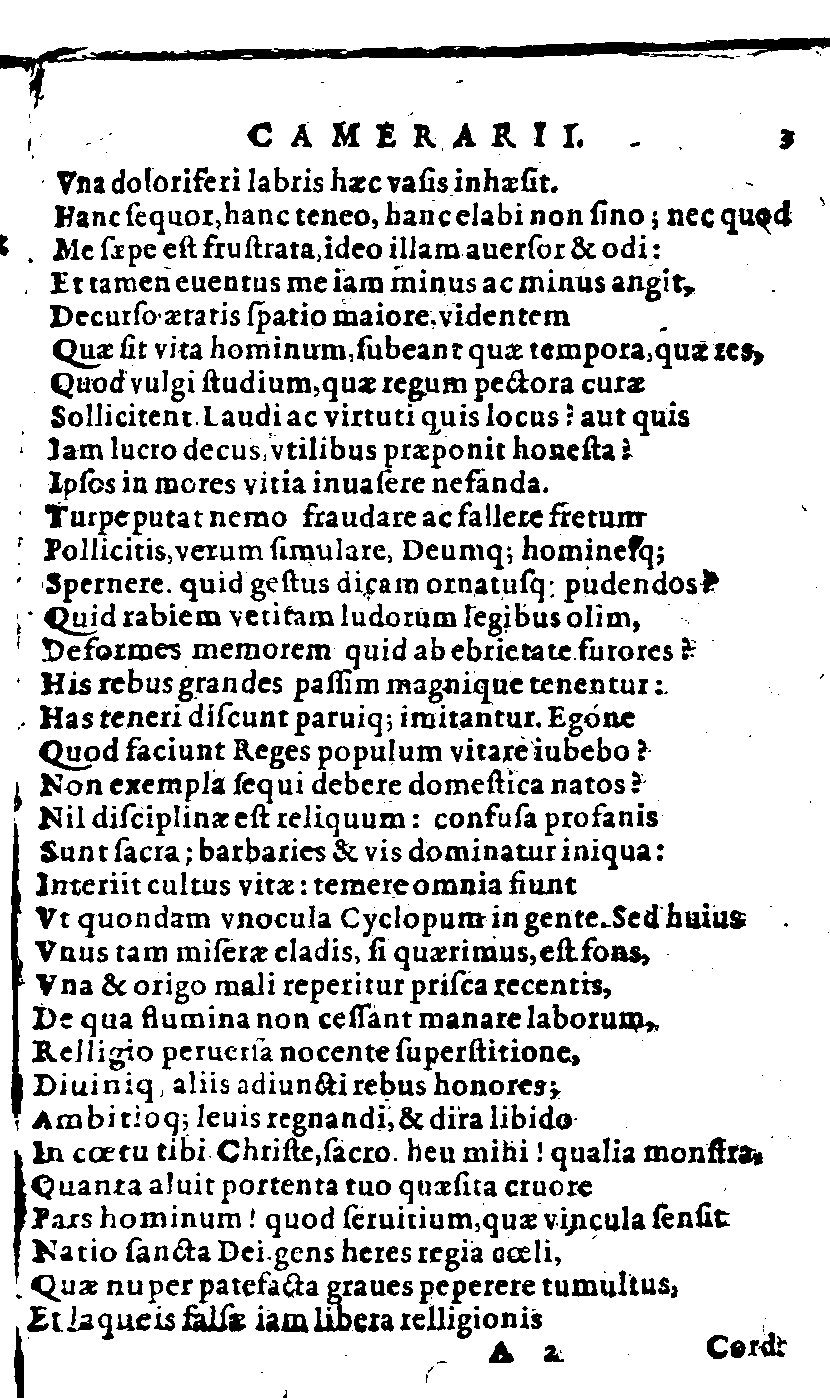 CAMERARII. 3
Vna doloriferi labris hæc vasis inhæsit.
Hanc sequor, hanc teneo, hanc elabi non sino; nec quod
Me sæpe est frustrata, ideo illam auersor & odi:
Et tamen euentus me iam minus ac minus angit,
Decurso ætatis spatio maiore, videntem
Quæ sit vita hominum, subeant quæ tempora, quæ res,
Quod vulgi studium, quæ regum pectora curæ
Sollicitent. Laudi ac virtuti quis locus? aut quis
Iam lucro decus, vtilibus præponit honesta?
Ipsos in mores vitia inuasere nefanda.
Turpe putat nemo fraudare ac fallere fretum
Pollicitis, verum simulare, Deumq; hominesq;
Spernere. quid gestus dicam ornatusq: pudendos?
Quid rabiem vetitam ludorum legibus olim,
Deformes memorem quid ab ebrietate furores?
His rebus grandes passim magnique tenentur:
Has teneri discunt paruiq; imitantur. Egóne
Quod faciunt Reges populum vitare iubebo?
Non exempla sequi debere domestica natos?
Nil disciplinæ est reliquum: confusa profanis
Sunt sacra; barbaries & vis dominatur iniqua:
Interiit cultus vitæ: temere omnia fiunt
Vt quondam vnocula Cyclopum in gente. Sed huius
Vnus tam miseræ cladis, si quærimus, est fons,
Vna & origo mali reperitur prisca recentis,
De qua flumina non cessant manare laborum,
Relligio peruersa nocente superstitione,
Diuiniq, aliis adiuncti rebus honores;
Ambitioq; leuis regnandi, & dira libido
In cœtu tibi Christe, sacro. heu mihi! qualia monstra,
Quanta aluit portenta tuo quæsita cruore
Pars hominum! quod seruitium, quæ vincula sensit
Natio sancta Dei. gens heres regia cœli,
Quæ nuper patefacta graues peperere tumultus,
Et laqueis falsæ iam libera relligionis
A 2 Cordt